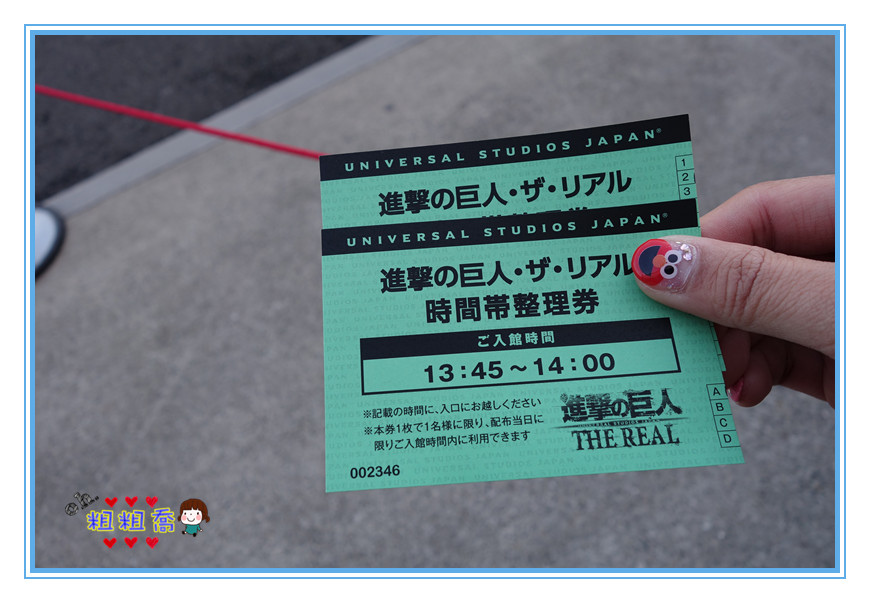 UNIVERSAL STUDIOS JAPAN®
進撃の巨人・ザ・リアル
1
2
3
UNIVERSAL STUDIOS JAPAN®
進撃の巨人・ザ・リアル
時間帯整理券
ご入館時間
13:45～14:00
※記載の時間に、入口にお越しください
※本券1枚で1名様に限り、配布当日に
限りご入館時間内に利用できます
進撃の巨人
UNIVERSAL STUDIOS JAPAN
THE REAL
A
B
C
D
002346
粗粗喬